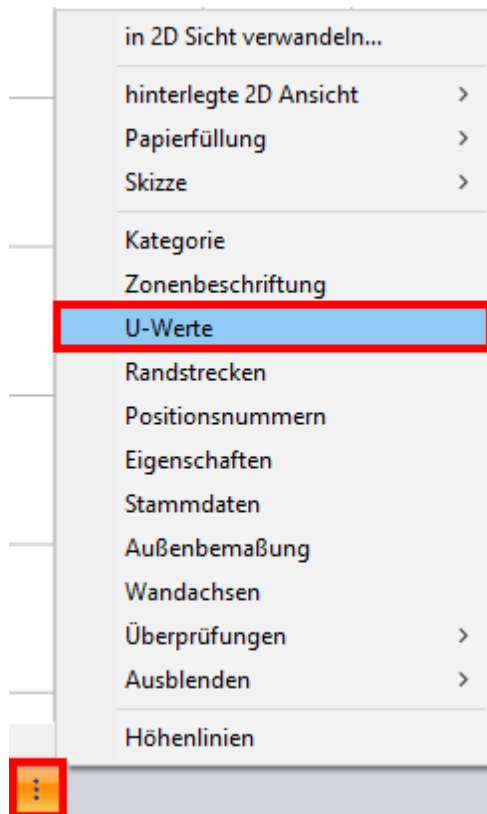 in 2D Sicht verwandeln...
hinterlegte 2D Ansicht
Papierfüllung
Skizze
Kategorie
Zonenbeschriftung
U-Werte
Randstrecken
Positionsnummern
Eigenschaften
Stammdaten
Außenbemaßung
Wandachsen
Überprüfungen
Ausblenden
Höhenlinien